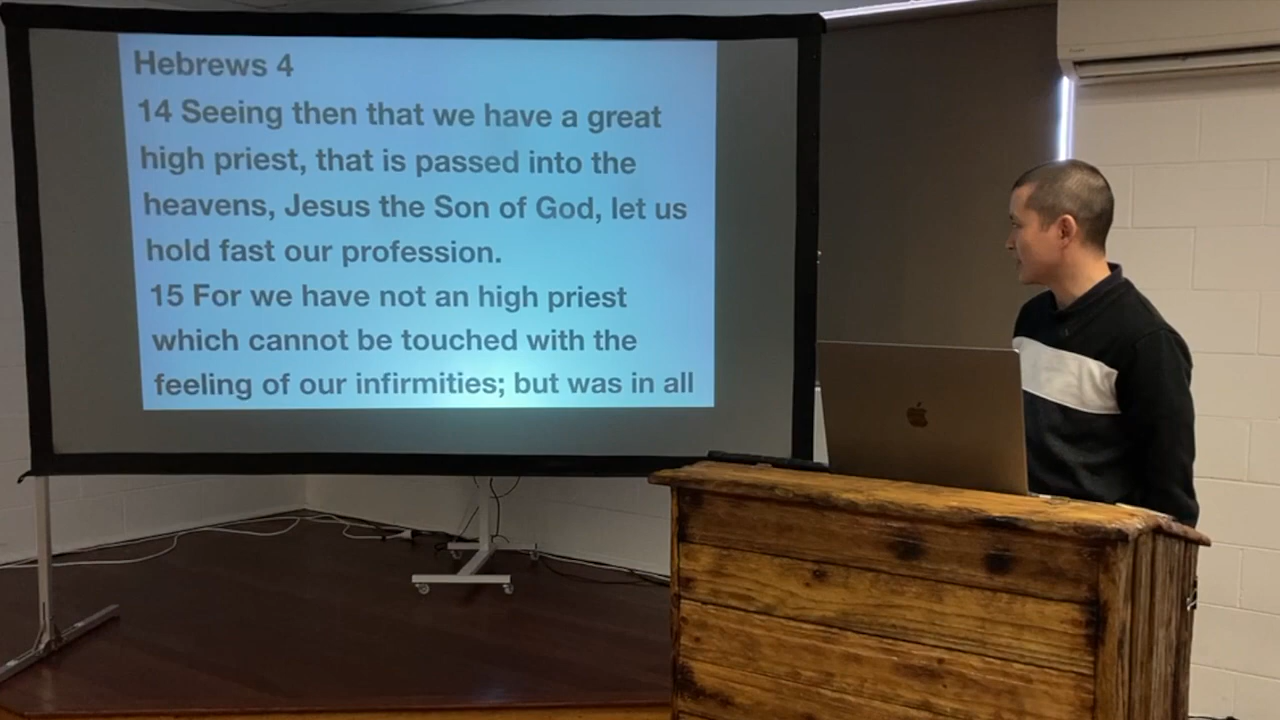 Hebrews 4
14 Seeing then that we have a great
high priest, that is passed into the
heavens, Jesus the Son of God, let us
hold fast our profession.
15 For we have not an high priest
which cannot be touched with the
feeling of our infirmities; but was in all